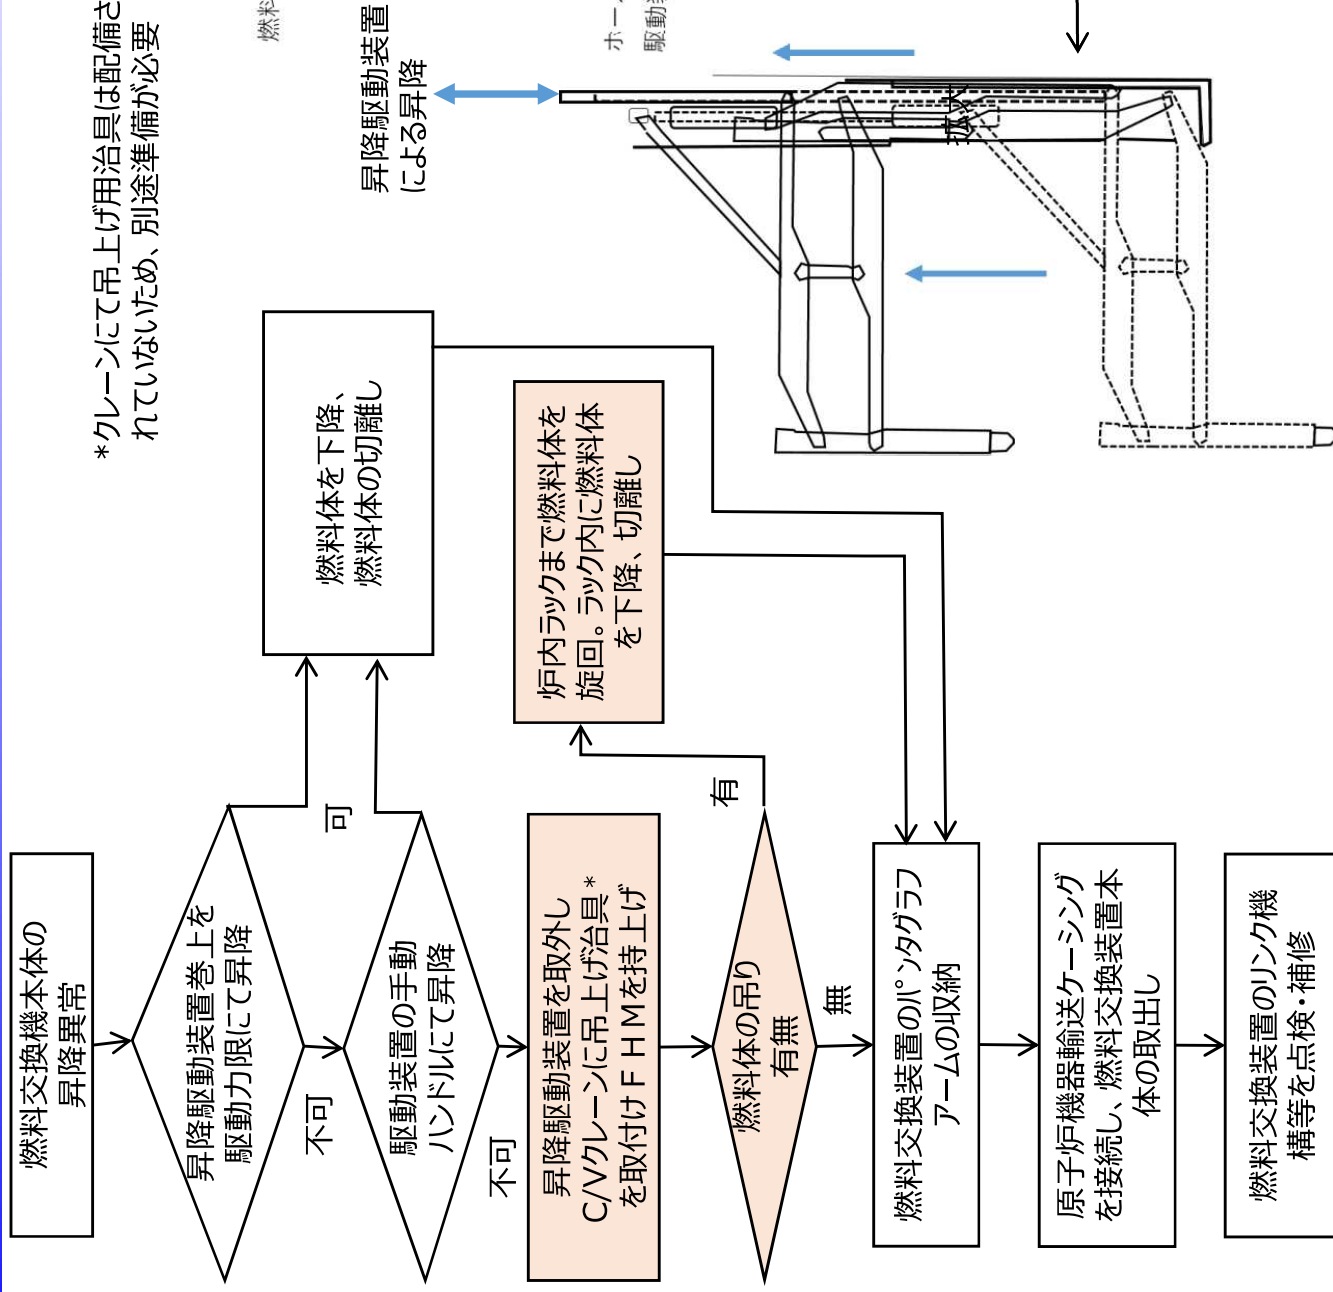 燃料交換機本体の
昇降異常
昇降駆動装置巻上を
駆動力限にて昇降
可
不可
駆動装置の手動
ハンドルにて昇降
不可
昇降駆動装置を取外し
C/Vクレーンに吊上げ治具*
を取付けFHMを持上げ
燃料体の吊り
有無
有
無
燃料体を下降、
燃料体の切離し
炉内ラックまで燃料体を
旋回。ラック内に燃料体
を下降、切離し
燃料交換装置のパンタグラフ
アームの収納
原子炉機器輸送ケーシング
を接続し、燃料交換装置本
体の取出し
燃料交換装置のリンク機
構等を点検・補修
*クレーンにて吊上げ用治具は配備さ
れていないため、別途準備が必要
燃料
昇降駆動装置
による昇降
ホー
駆動